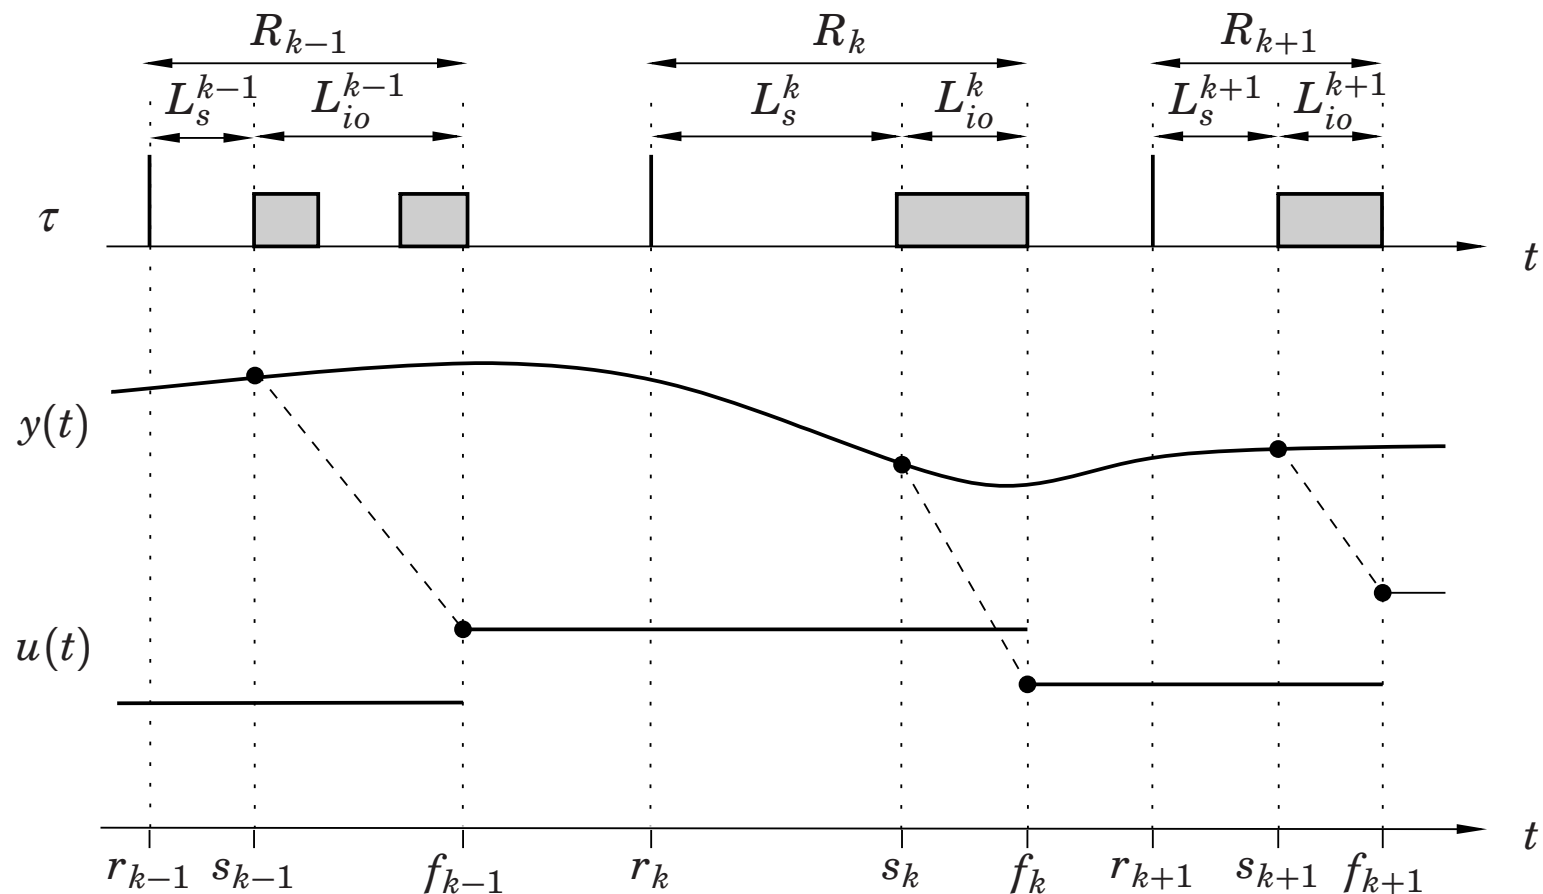 R_{k−1} R_k R_{k+1}
L_s^{k−1} L_{io}^{k−1} L_s^k L_{io}^k L_s^{k+1} L_{io}^{k+1}
τ
t
y(t)
u(t)
t
r_{k−1} s_{k−1} f_{k−1} r_k s_k f_k r_{k+1} s_{k+1} f_{k+1}